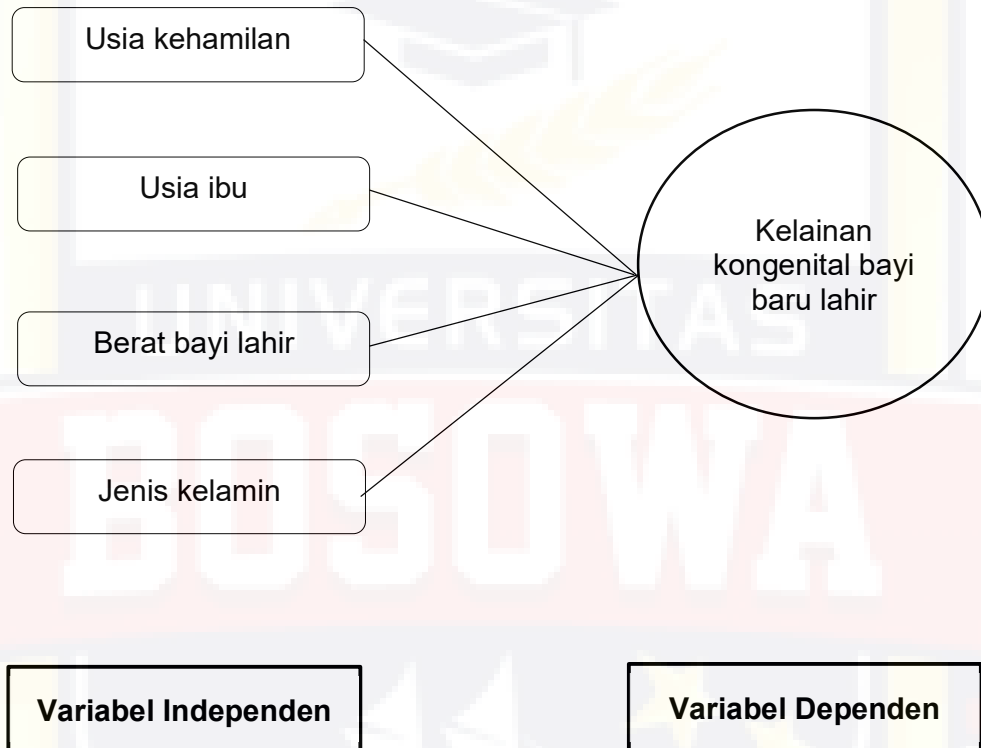 Usia kehamilan
Usia ibu
Kelainan
kongenital bayi
baru lahir
Berat bayi lahir
Jenis kelamin
UNIVERSITAS
BOSOWA
Variabel Independen
Variabel Dependen